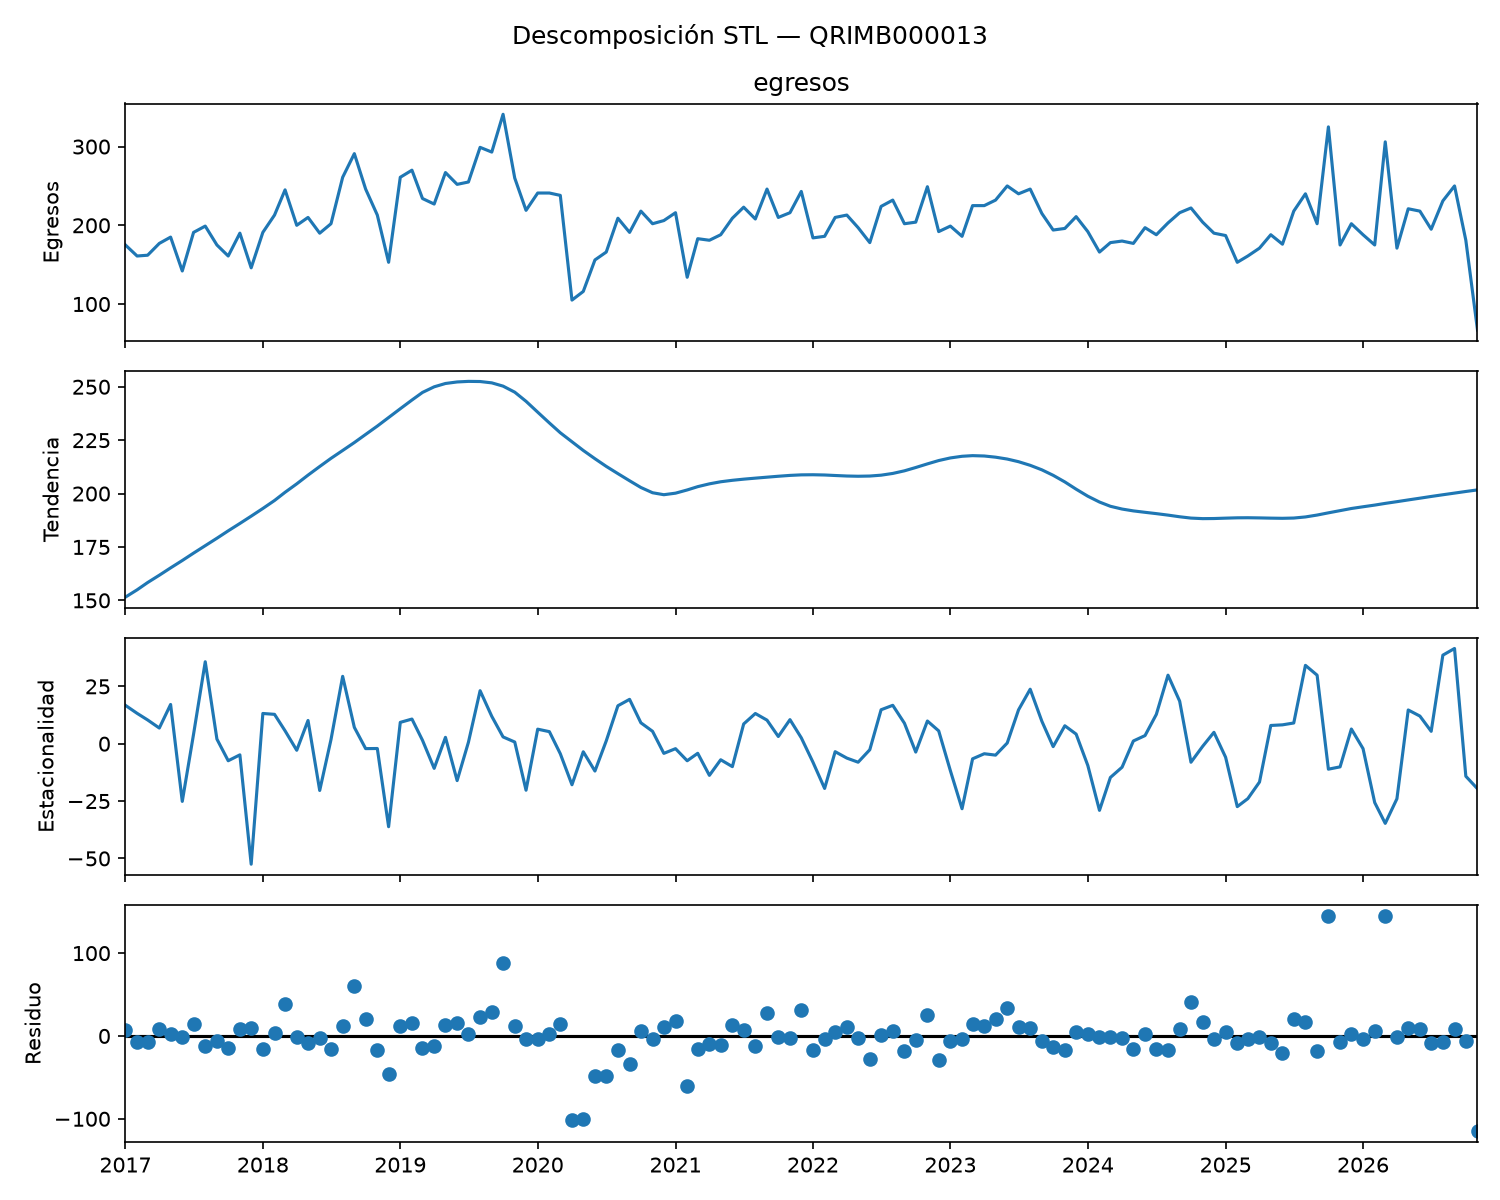 Descomposición STL — QRIMB000013
egresos
Egresos
300
200
100
Tendencia
250
225
200
175
150
Estacionalidad
25
0
−25
−50
Residuo
100
0
−100
2017 2018 2019 2020 2021 2022 2023 2024 2025 2026